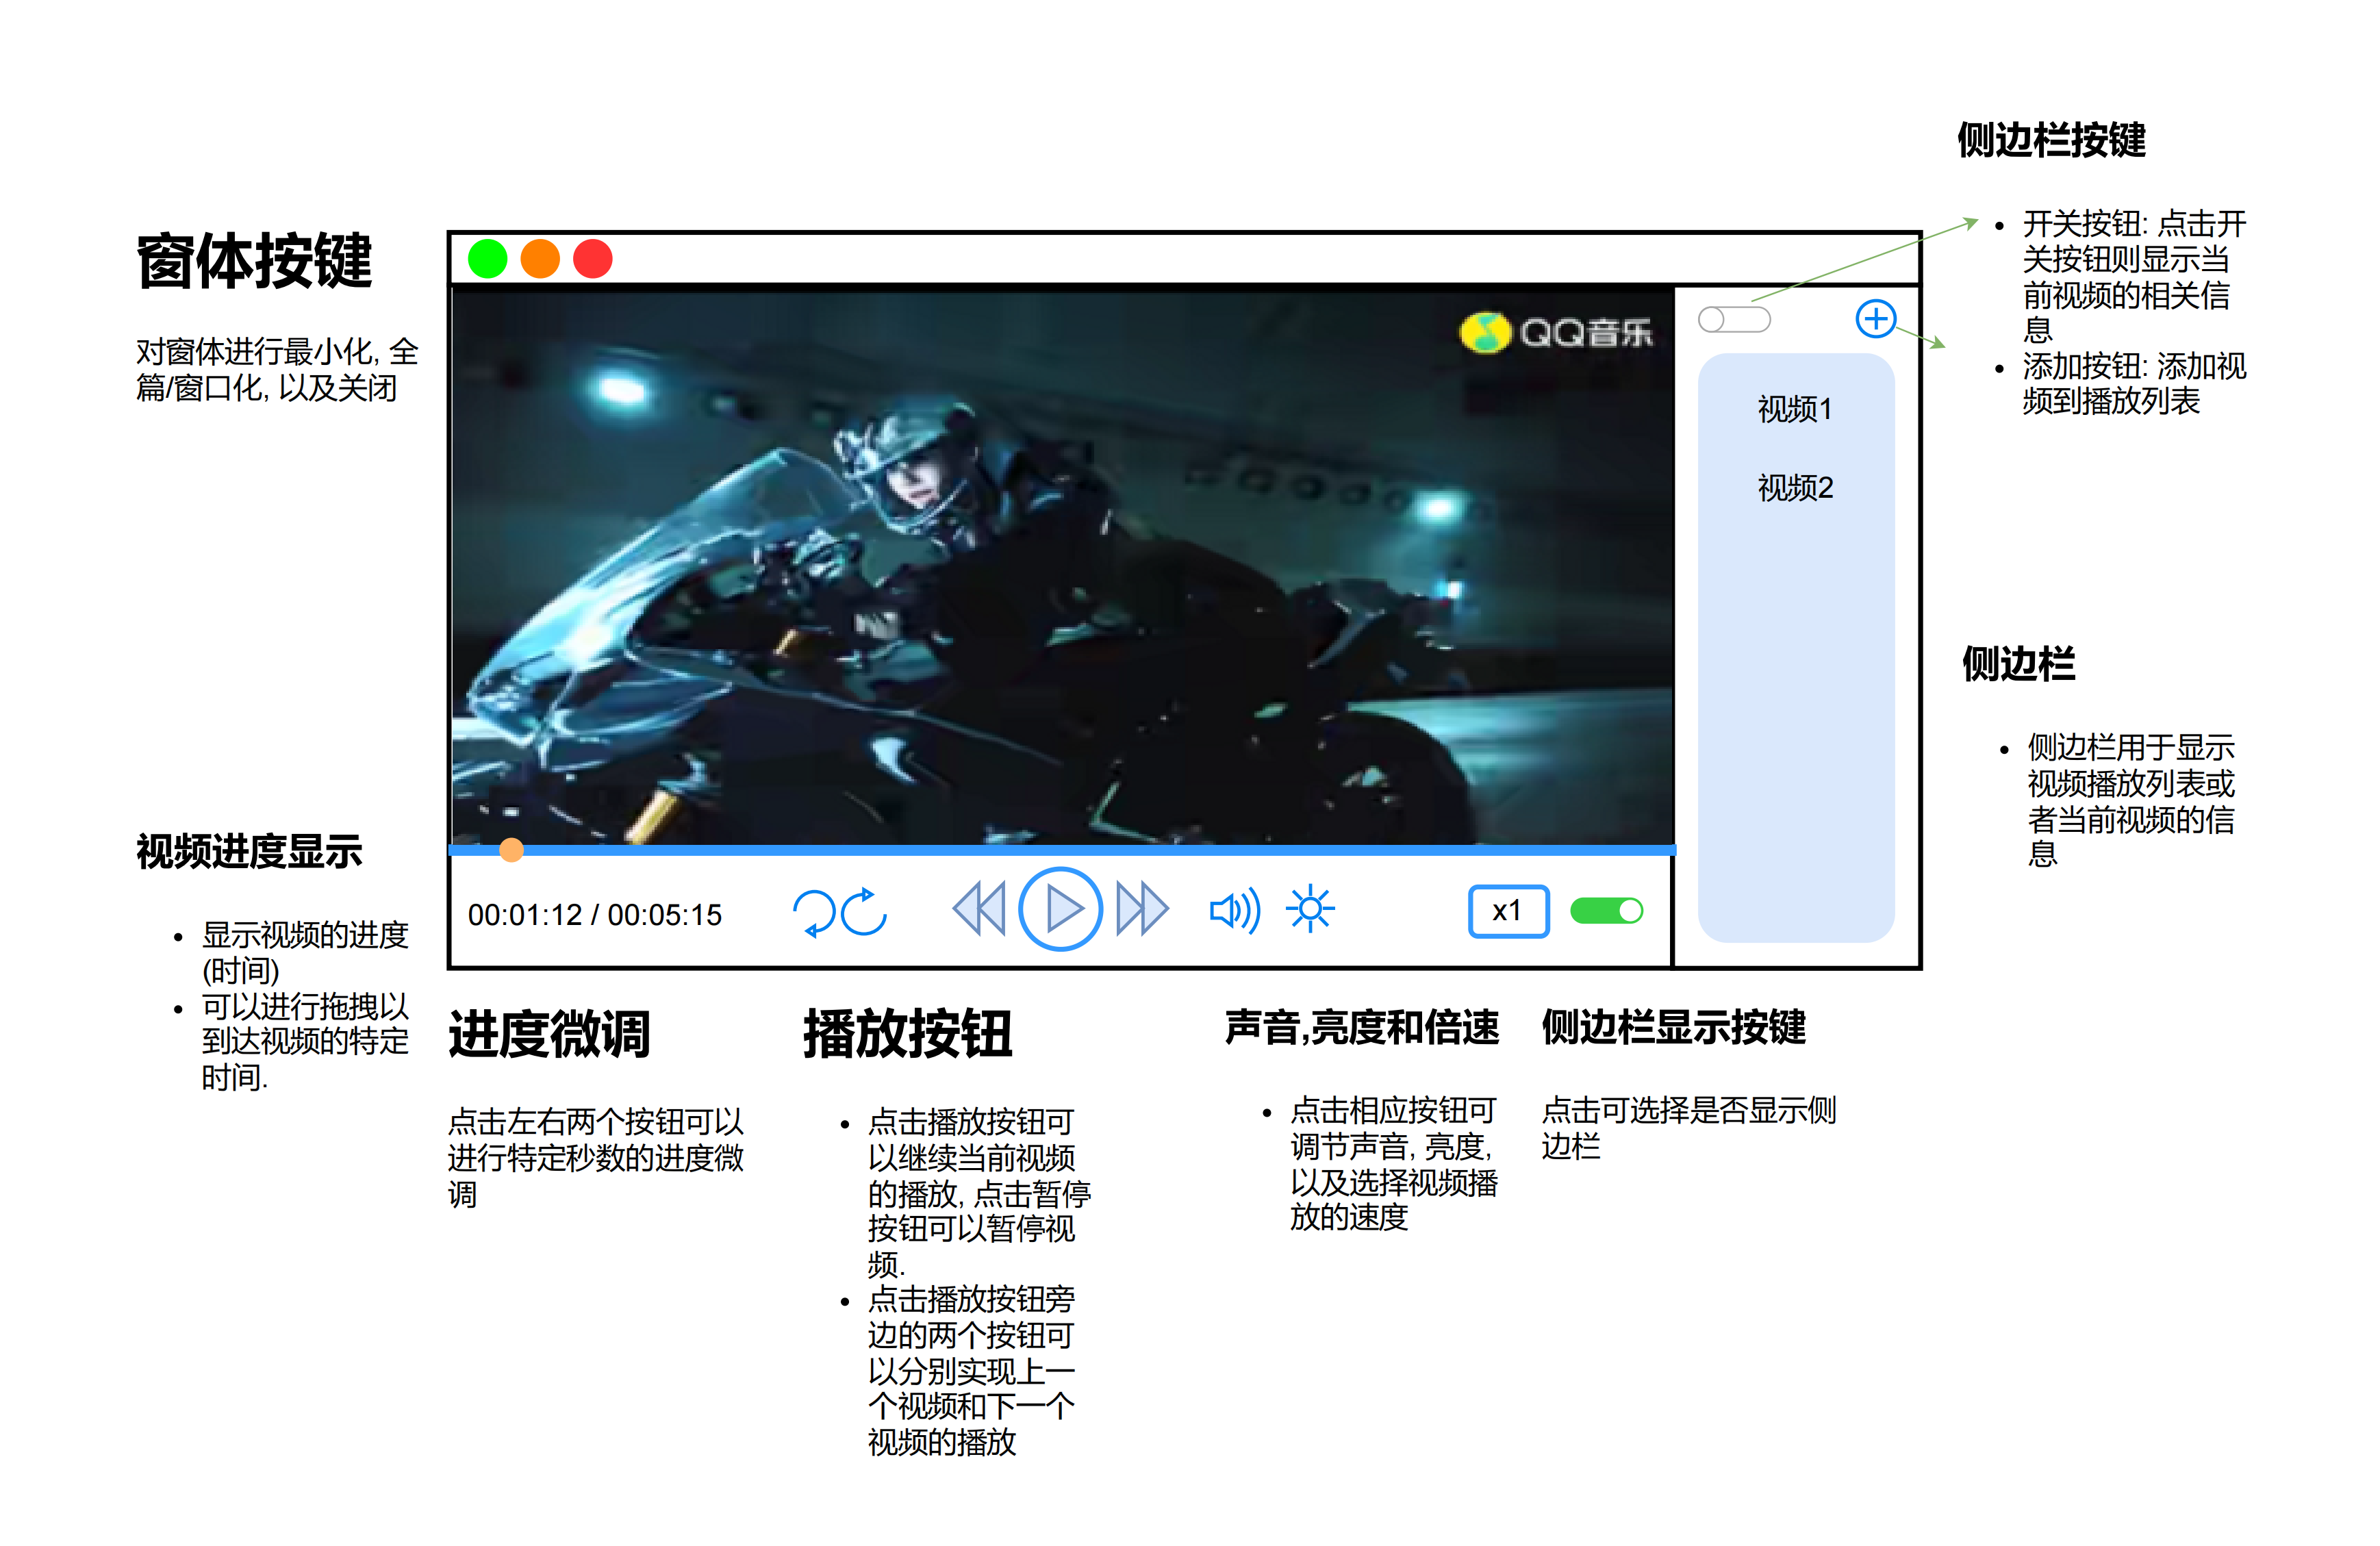 窗体按键
对窗体进行最小化, 全
篇/窗口化, 以及关闭
QQ音乐
侧边栏按键
开关按钮: 点击开
关按钮则显示当
前视频的相关信
息
添加按钮: 添加视
频到播放列表
视频1
视频2
侧边栏
侧边栏用于显示
视频播放列表或
者当前视频的信
息
视频进度显示
显示视频的进度
(时间)
可以进行拖拽以
到达视频的特定
时间.
00:01:12 / 00:05:15
x1
进度微调
点击左右两个按钮可以
进行特定秒数的进度微
调
播放按钮
点击播放按钮可
以继续当前视频
的播放, 点击暂停
按钮可以暂停视
频.
点击播放按钮旁
边的两个按钮可
以分别实现上一
个视频和下一个
视频的播放
声音,亮度和倍速
点击相应按钮可
调节声音, 亮度,
以及选择视频播
放的速度
侧边栏显示按键
点击可选择是否显示侧
边栏